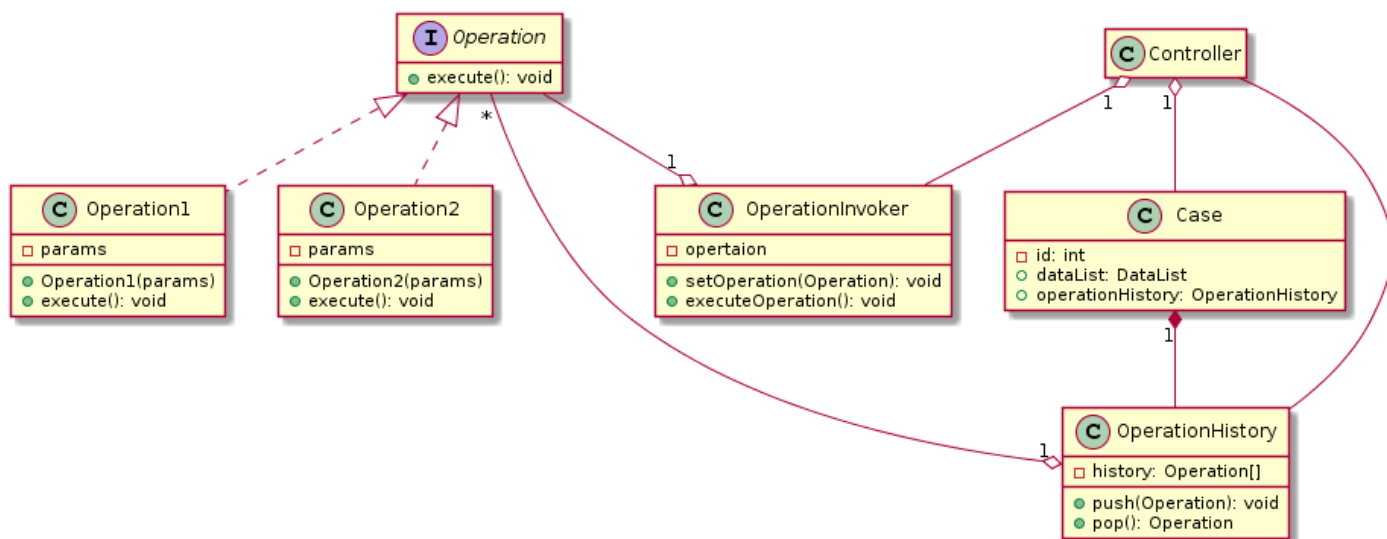 I Operation
execute(): void
C Controller
*
1
1
1
C Operation1
params
Operation1(params)
execute(): void
C Operation2
params
Operation2(params)
execute(): void
C OperationInvoker
opertaion
setOperation(Operation): void
executeOperation(): void
C Case
id: int
dataList: DataList
operationHistory: OperationHistory
1
1
C OperationHistory
history: Operation[]
push(Operation): void
pop(): Operation